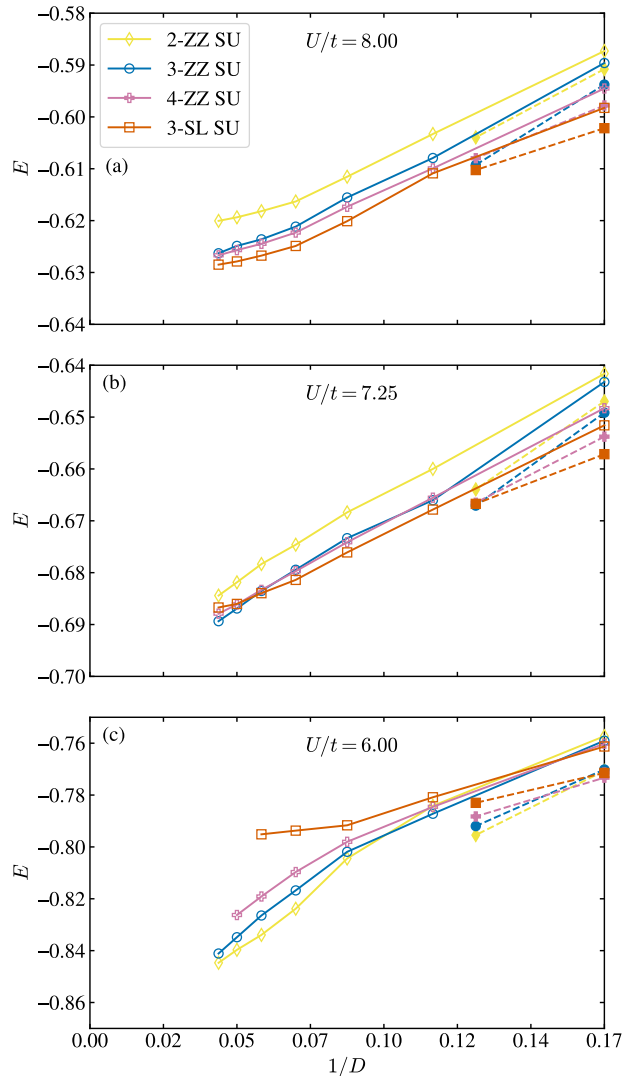 −0.58
2-ZZ SU
3-ZZ SU
4-ZZ SU
3-SL SU
U/t = 8.00
−0.59
−0.60
−0.61
−0.62
−0.63
−0.64
E
(a)
−0.64
(b)
U/t = 7.25
−0.65
−0.66
−0.67
−0.68
−0.69
−0.70
E
(c)
U/t = 6.00
−0.76
−0.78
−0.80
−0.82
−0.84
−0.86
E
0.00
0.02
0.05
0.07
0.10
0.12
0.15
0.17
1/D